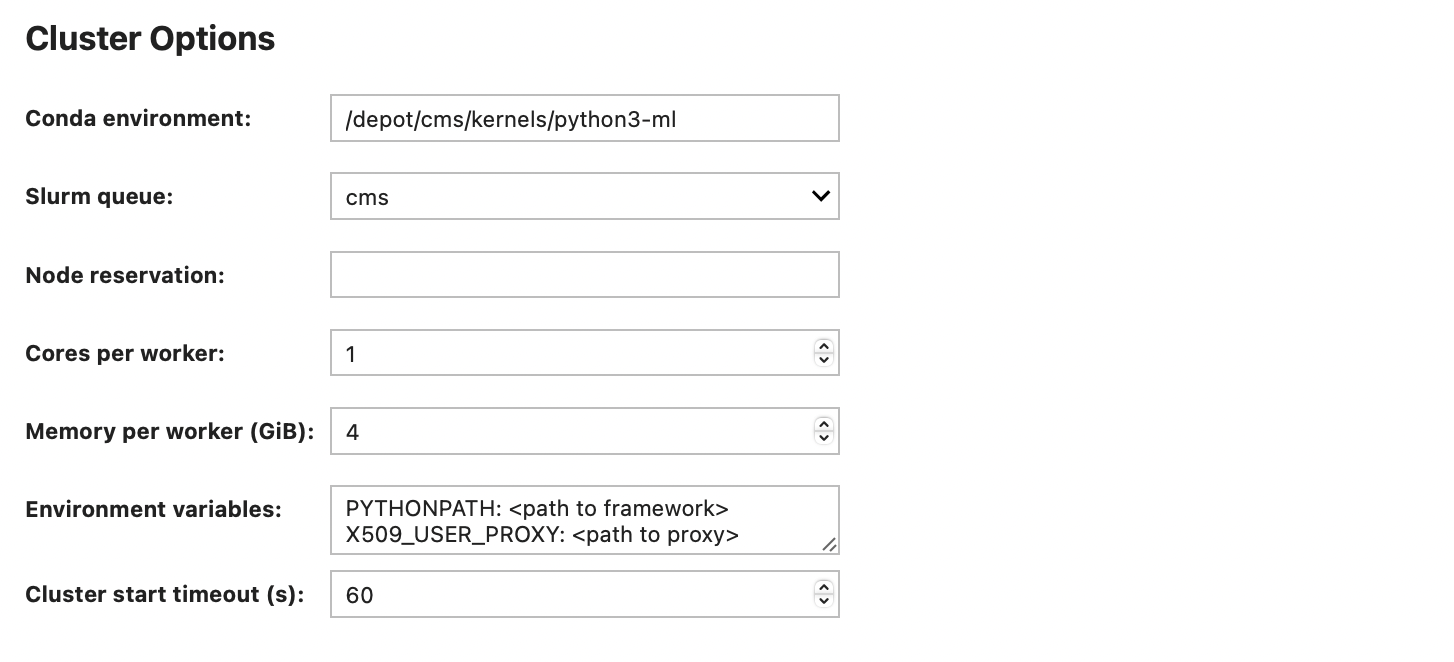 Cluster Options
Conda environment: /depot/cms/kernels/python3-ml
Slurm queue: cms
Node reservation:
Cores per worker: 1
Memory per worker (GiB): 4
Environment variables: PYTHONPATH: <path to framework>
X509_USER_PROXY: <path to proxy>
Cluster start timeout (s): 60